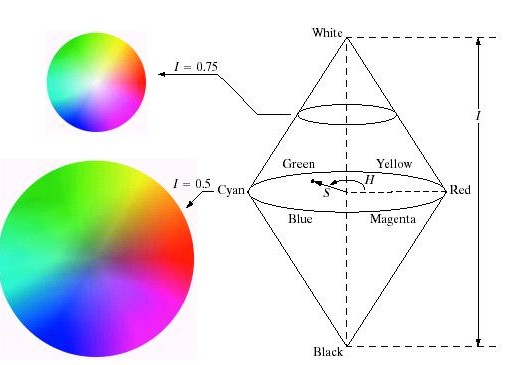 White
I = 0.75
I
Green
Yellow
I = 0.5
Cyan
H
S
Red
Blue
Magenta
Black